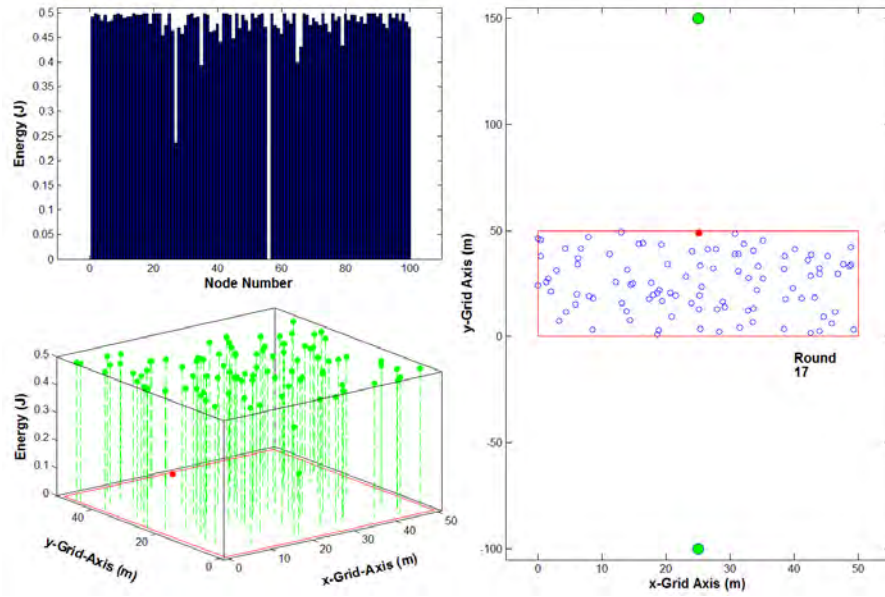 0.5
0.45
0.4
0.35
0.3
0.25
0.2
0.15
0.1
0.05
0
Energy (J)
0 20 40 60 80 100
Node Number
0.5
0.4
0.3
0.2
0.1
0
Energy (J)
40
20
0
y-Grid-Axis (m)
0 10 20 30 40 50
x-Grid-Axis (m)
150
100
50
0
-50
-100
y-Grid Axis (m)
Round
17
0 10 20 30 40 50
x-Grid Axis (m)